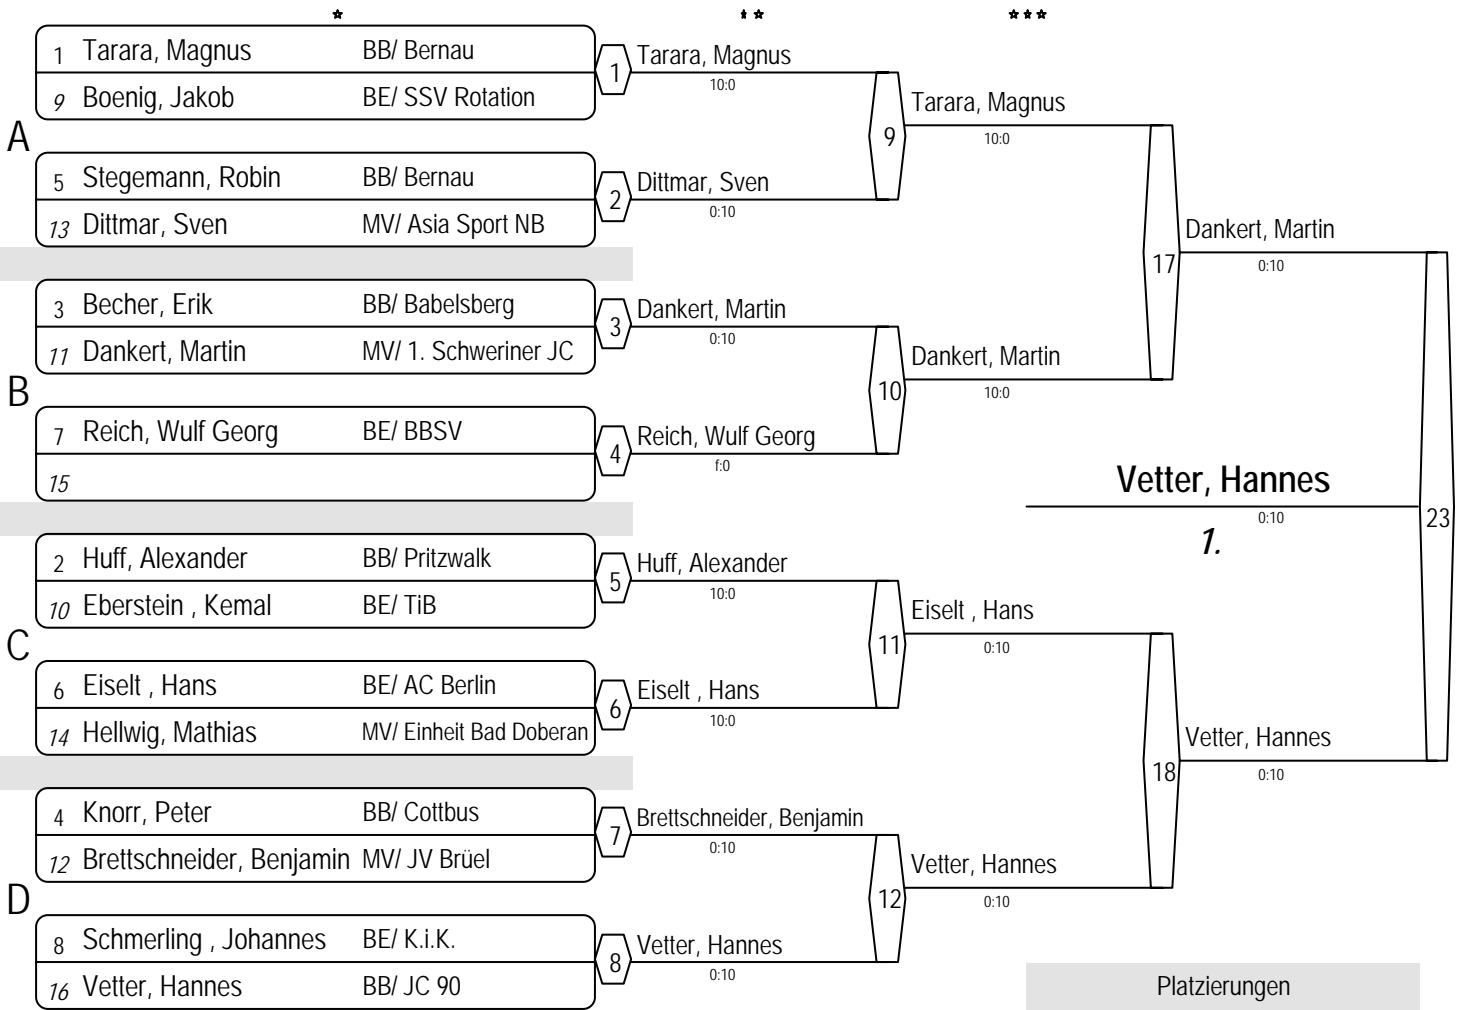 1 Tarara, Magnus BB/ Bernau
9 Boenig, Jakob BE/ SSV Rotation
A
5 Stegemann, Robin BB/ Bernau
13 Dittmar, Sven MV/ Asia Sport NB
3 Becher, Erik BB/ Babelsberg
11 Dankert, Martin MV/ 1. Schweriner JC
B
7 Reich, Wulf Georg BE/ BBSV
15
2 Huff, Alexander BB/ Pritzwalk
10 Eberstein , Kemal BE/ TiB
C
6 Eiselt , Hans BE/ AC Berlin
14 Hellwig, Mathias MV/ Einheit Bad Doberan
4 Knorr, Peter BB/ Cottbus
12 Brettschneider, Benjamin MV/ JV Brüel
D
8 Schmerling , Johannes BE/ K.i.K.
16 Vetter, Hannes BB/ JC 90
1 Tarara, Magnus
10:0
2 Dittmar, Sven
0:10
3 Dankert, Martin
0:10
4 Reich, Wulf Georg
f:0
5 Huff, Alexander
10:0
6 Eiselt , Hans
10:0
7 Brettschneider, Benjamin
0:10
8 Vetter, Hannes
0:10
9 Tarara, Magnus
10:0
10 Dankert, Martin
10:0
11 Eiselt , Hans
0:10
12 Vetter, Hannes
0:10
17 Dankert, Martin
0:10
18 Vetter, Hannes
0:10
23
Vetter, Hannes
0:10
1.
Platzierungen